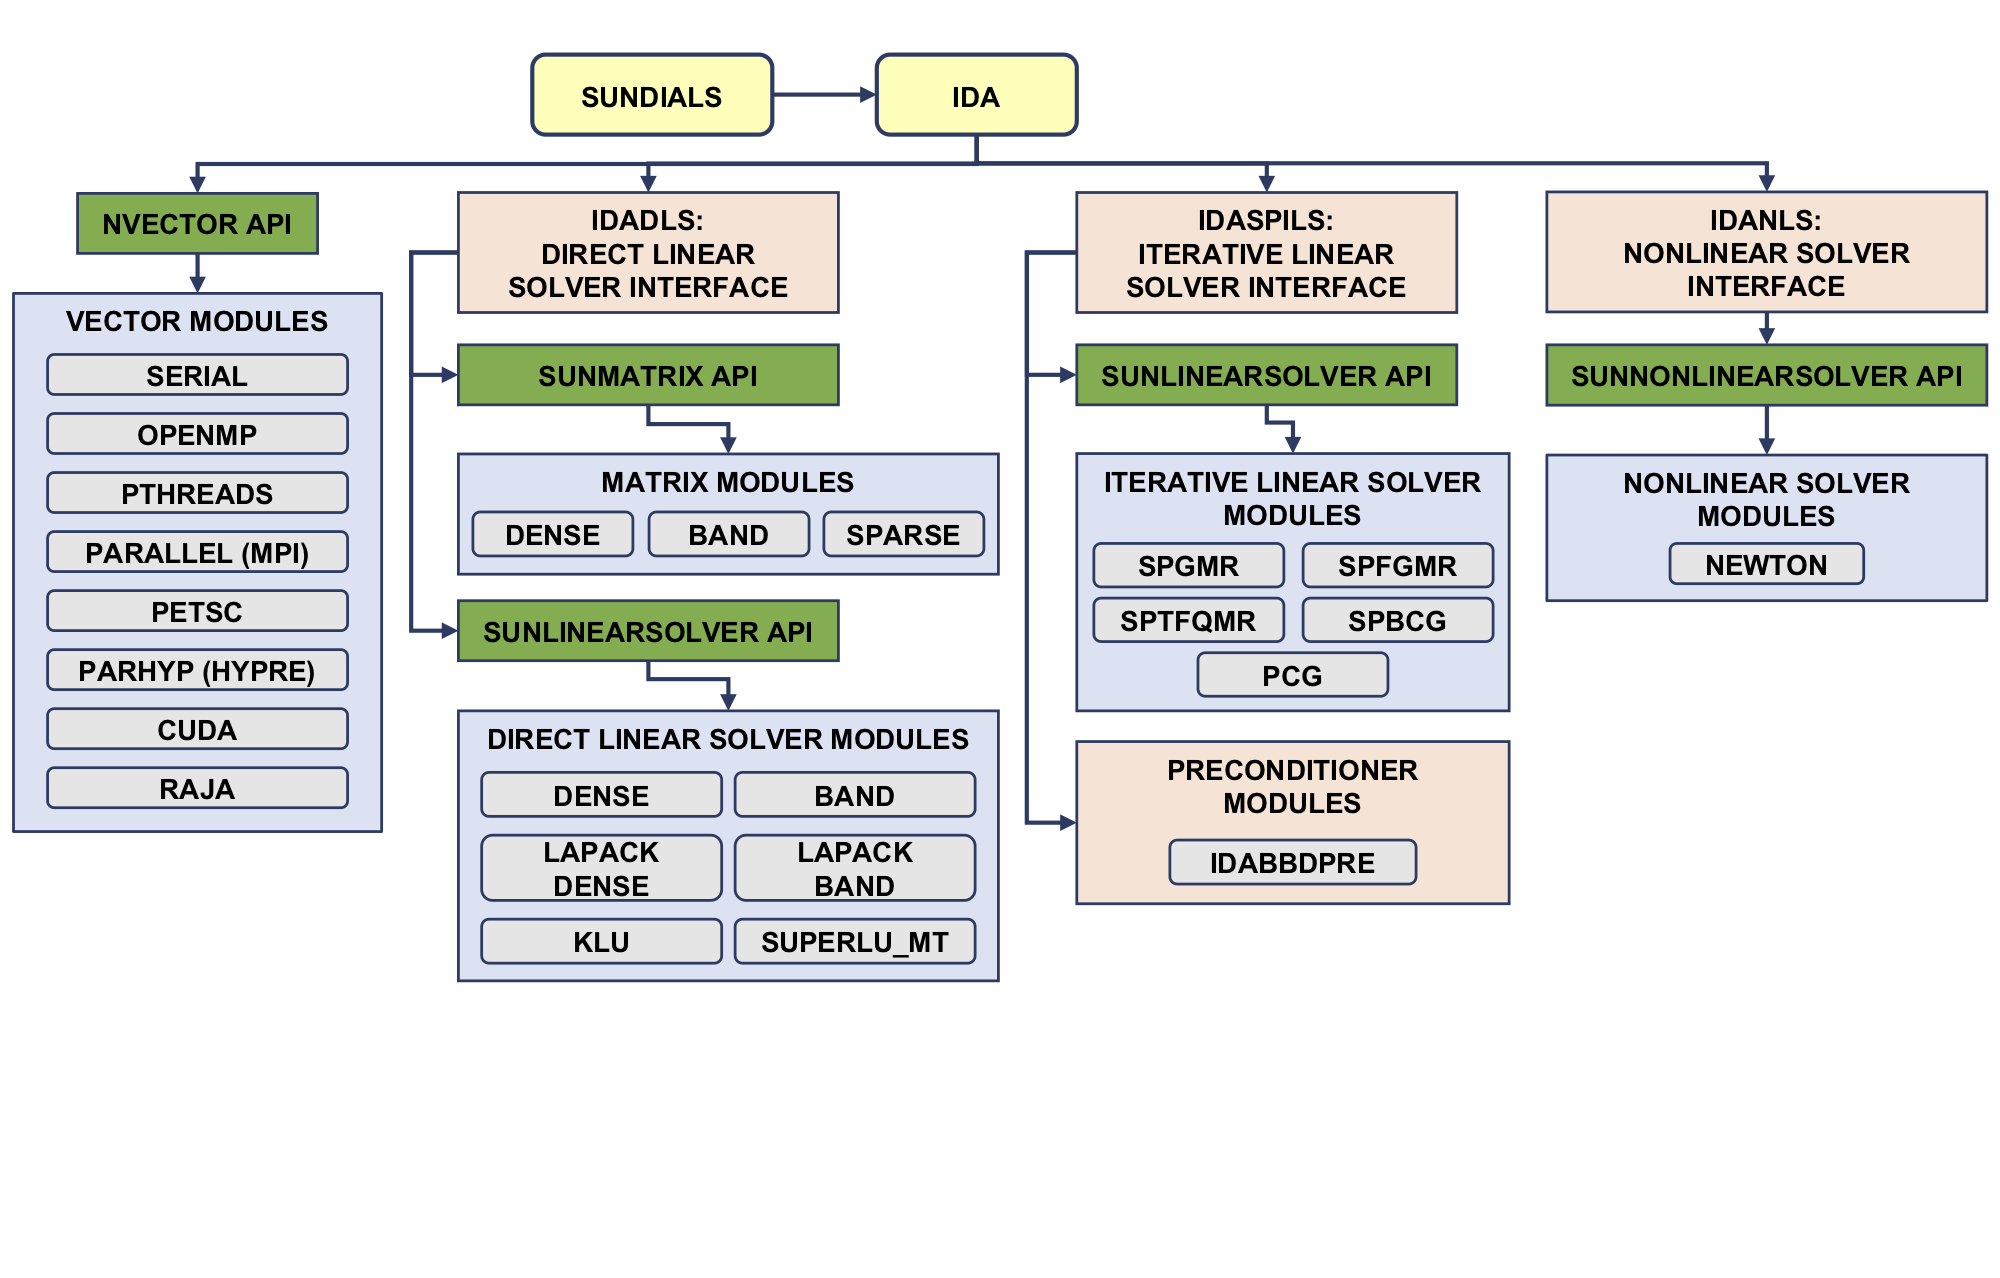 SUNDIALS
IDA
NVECTOR API
VECTOR MODULES
SERIAL
OPENMP
PTHREADS
PARALLEL (MPI)
PETSC
PARHYP (HYPRE)
CUDA
RAJA
IDADLS:
DIRECT LINEAR
SOLVER INTERFACE
SUNMATRIX API
MATRIX MODULES
DENSE
BAND
SPARSE
SUNLINEARSOLVER API
DIRECT LINEAR SOLVER MODULES
DENSE
BAND
LAPACK
DENSE
LAPACK
BAND
KLU
SUPERLU_MT
IDASPILS:
ITERATIVE LINEAR
SOLVER INTERFACE
SUNLINEARSOLVER API
ITERATIVE LINEAR SOLVER
MODULES
SPGMR
SPFGMR
SPTFQMR
SPBCG
PCG
PRECONDITIONER
MODULES
IDABBDPRE
IDANLS:
NONLINEAR SOLVER
INTERFACE
SUNNONLINEARSOLVER API
NONLINEAR SOLVER
MODULES
NEWTON